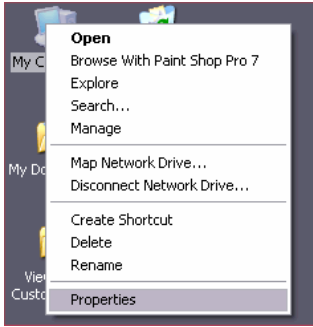 My C
Open
Browse With Paint Shop Pro 7
Explore
Search...
Manage
My Do
Map Network Drive...
Disconnect Network Drive...
Create Shortcut
Delete
Rename
Vie
Custo
Properties